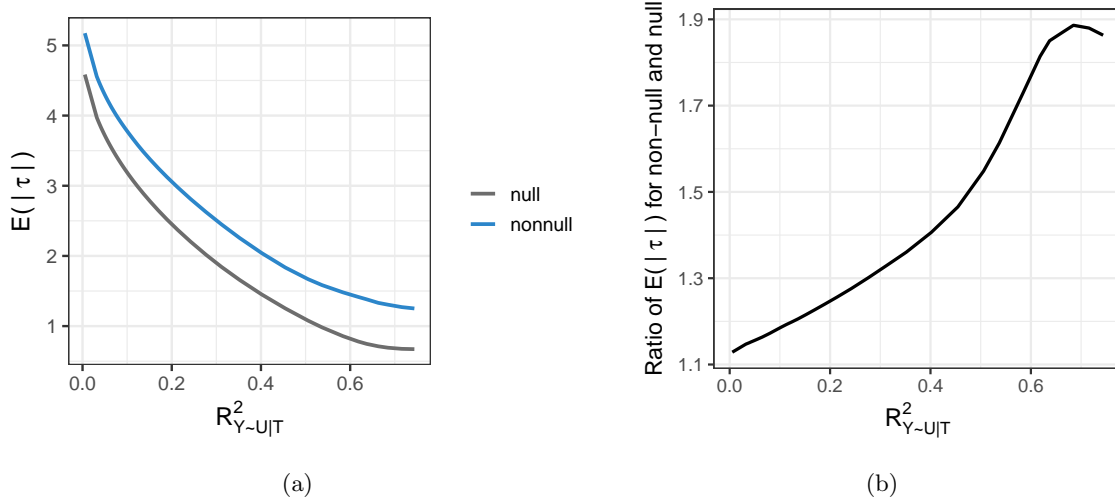 5
4
3
2
1
E( | τ | )
0.0 0.2 0.4 0.6
R²Y~U|T
(a)
null
nonnull
1.9
1.7
1.5
1.3
1.1
Ratio of E( | τ | ) for non−null and null
0.0 0.2 0.4 0.6
R²Y~U|T
(b)